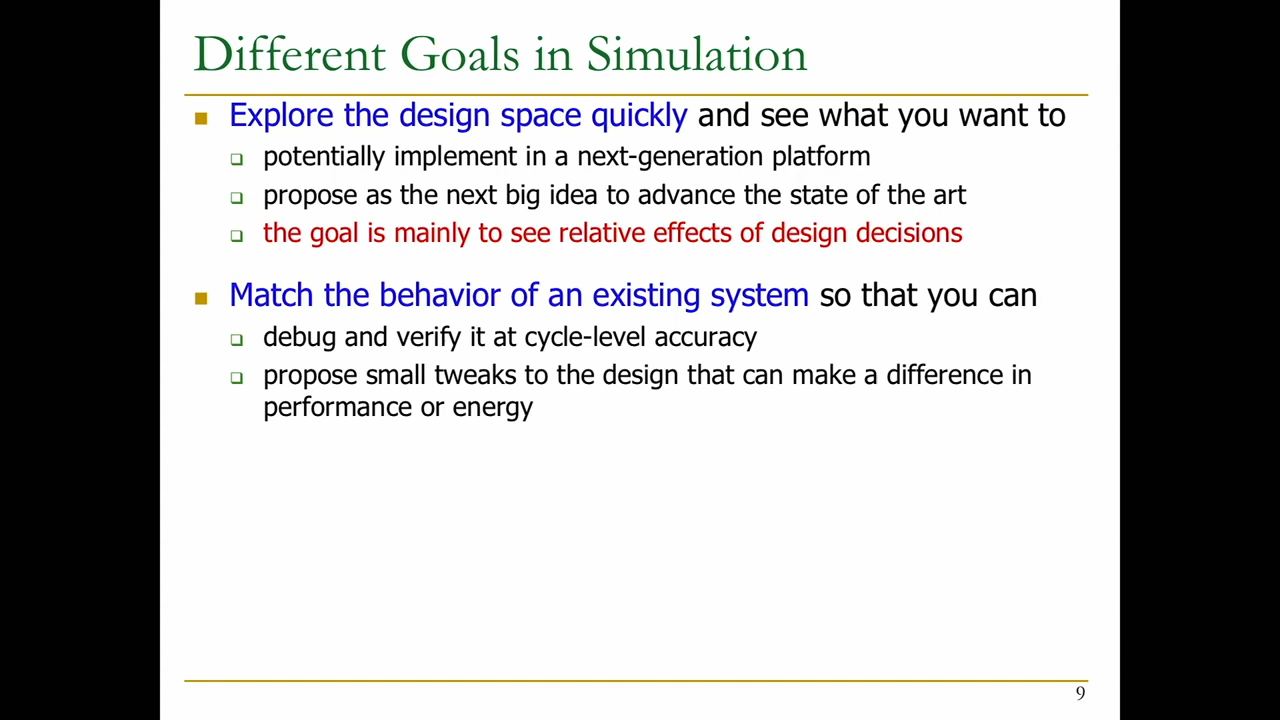 Different Goals in Simulation
Explore the design space quickly and see what you want to
potentially implement in a next-generation platform
propose as the next big idea to advance the state of the art
the goal is mainly to see relative effects of design decisions
Match the behavior of an existing system so that you can
debug and verify it at cycle-level accuracy
propose small tweaks to the design that can make a difference in
performance or energy
9